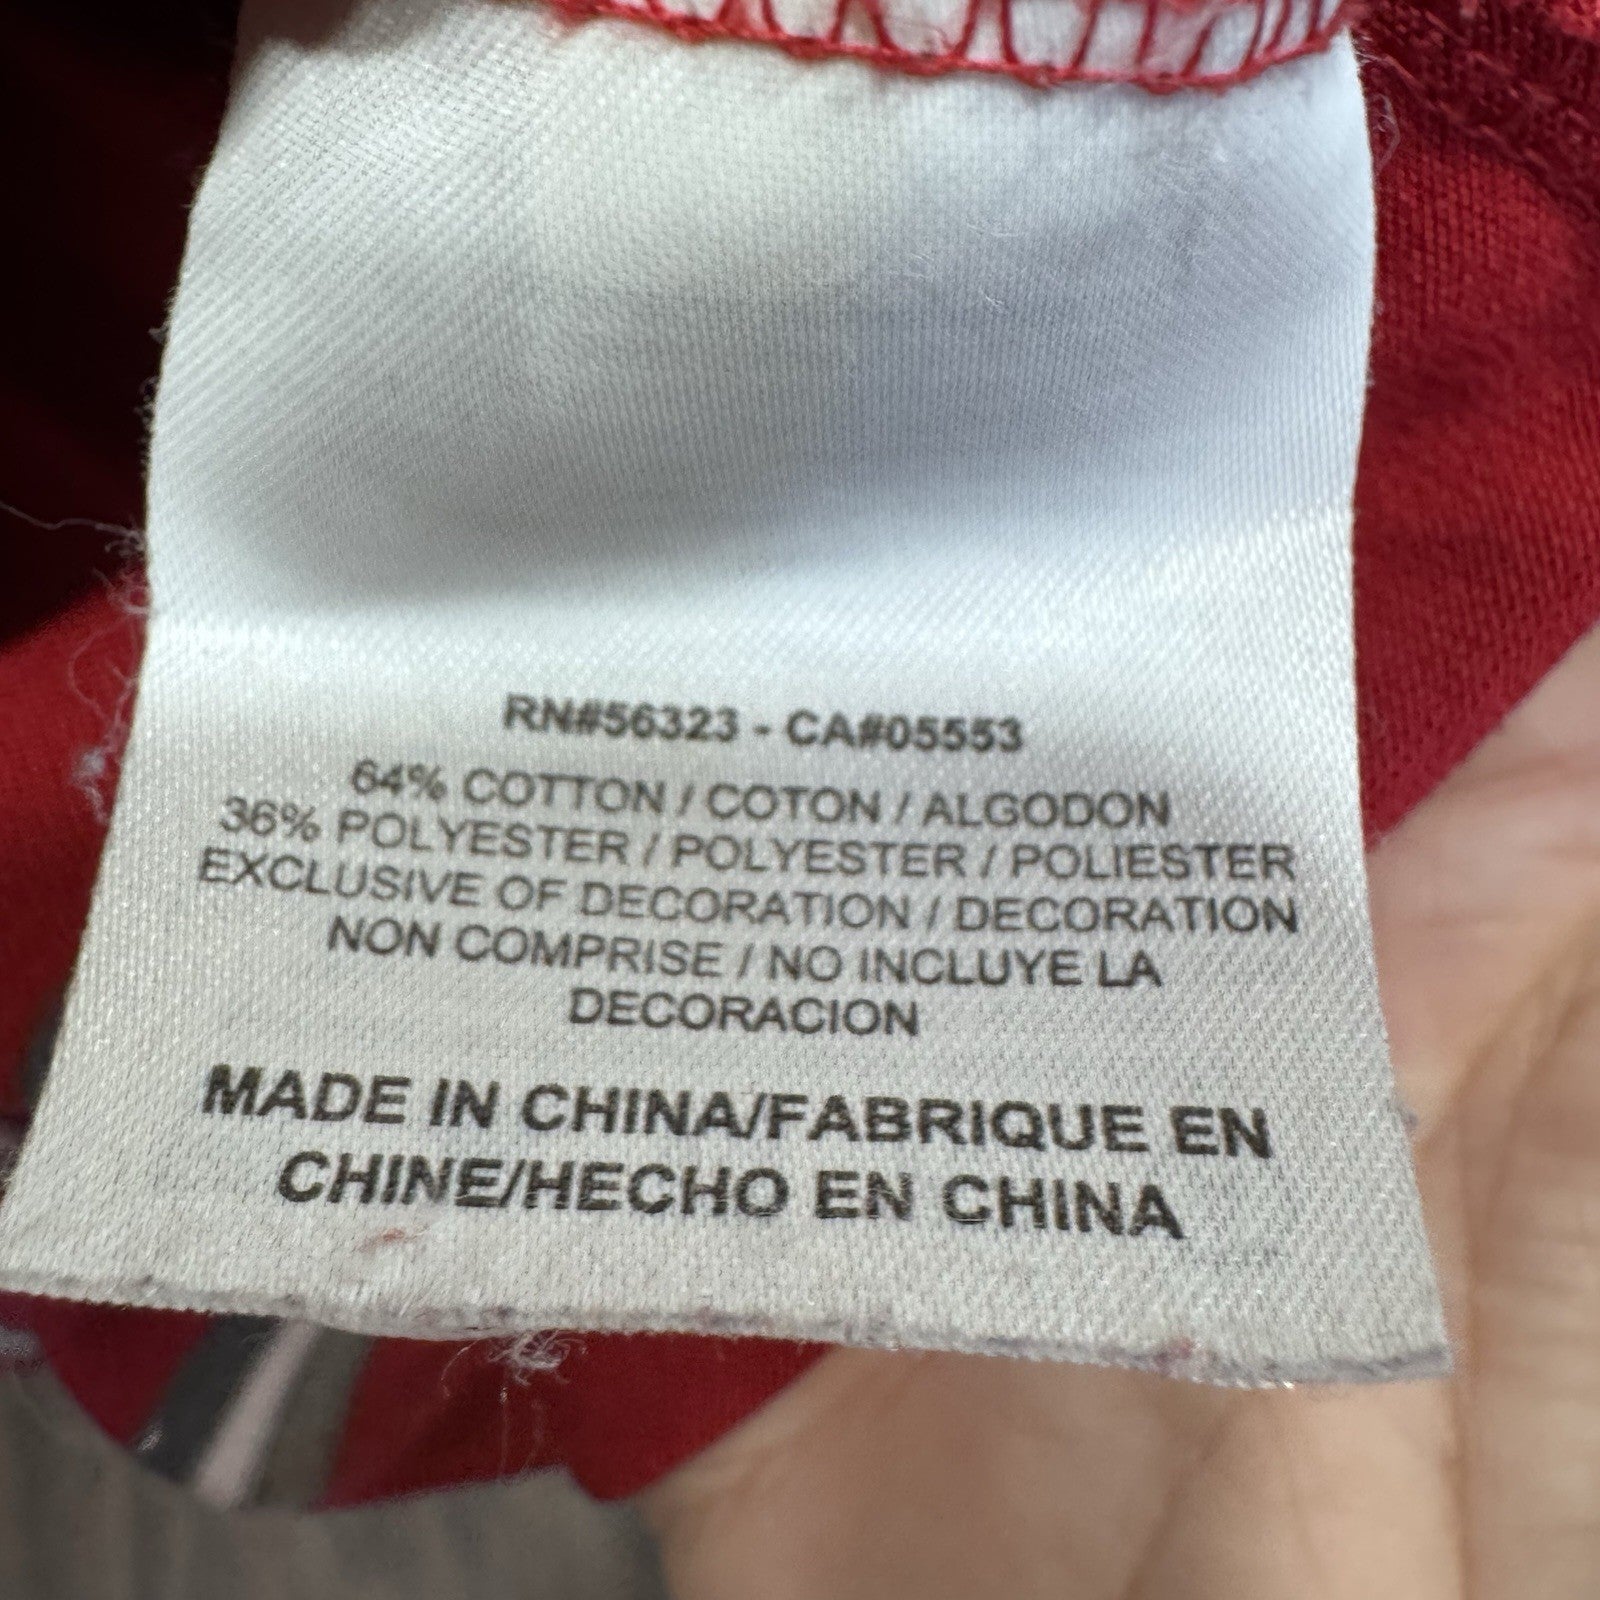 RN#56323 - CA#05553
64% COTTON / COTON / ALGODON
36% POLYESTER / POLYESTER / POLIESTER
EXCLUSIVE OF DECORATION / DECORATION
NON COMPRISE / NO INCLUYE LA
DECORACION
MADE IN CHINA/FABRIQUE EN
CHINE/HECHO EN CHINA